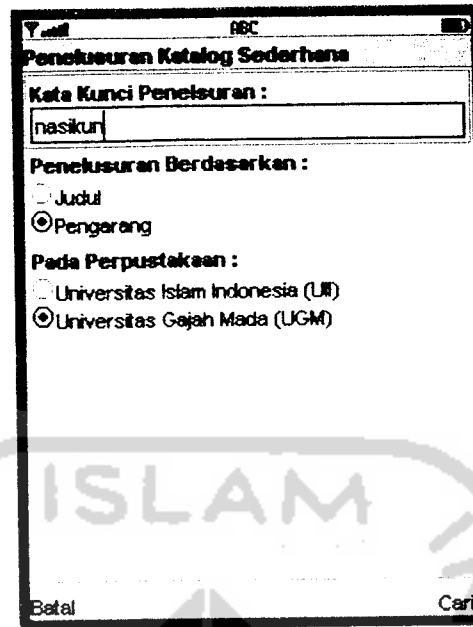 ABC
Penelusuran Katalog Sederhana
Kata Kunci Penelsuran :
nasikun
Penelusuran Berdasarkan :
Judul
Pengarang
Pada Perpustakaan :
Universitas Islam Indonesia (UII)
Universitas Gajah Mada (UGM)
ISLAM
Batal Cari